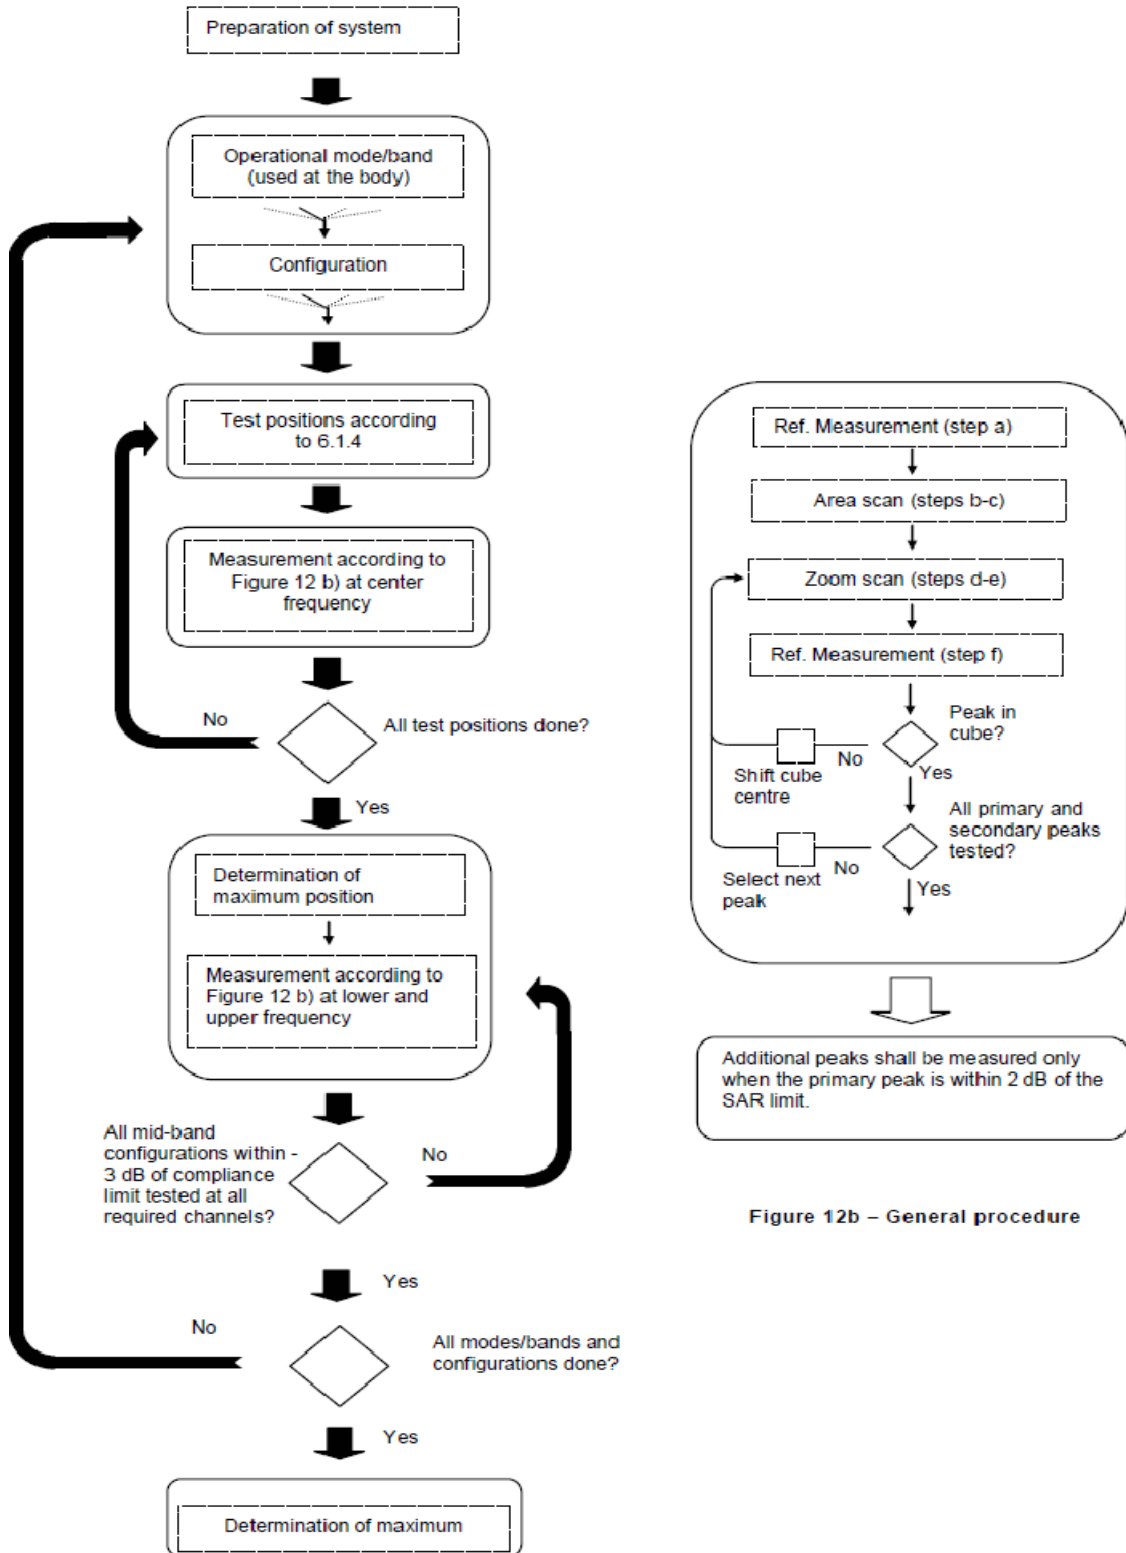 Preparation of system
Operational mode/band
(used at the body)
Configuration
Test positions according
to 6.1.4
Measurement according to
Figure 12 b) at center
frequency
No
All test positions done?
Yes
Determination of
maximum position
Measurement according to
Figure 12 b) at lower and
upper frequency
All mid-band
configurations within -
3 dB of compliance
limit tested at all
required channels?
No
Yes
No
All modes/bands and
configurations done?
Yes
Determination of maximum
Ref. Measurement (step a)
Area scan (steps b-c)
Zoom scan (steps d-e)
Ref. Measurement (step f)
Peak in
cube?
No
Yes
Shift cube
centre
All primary and
secondary peaks
tested?
No
Yes
Select next
peak
Additional peaks shall be measured only
when the primary peak is within 2 dB of the
SAR limit.
Figure 12b – General procedure